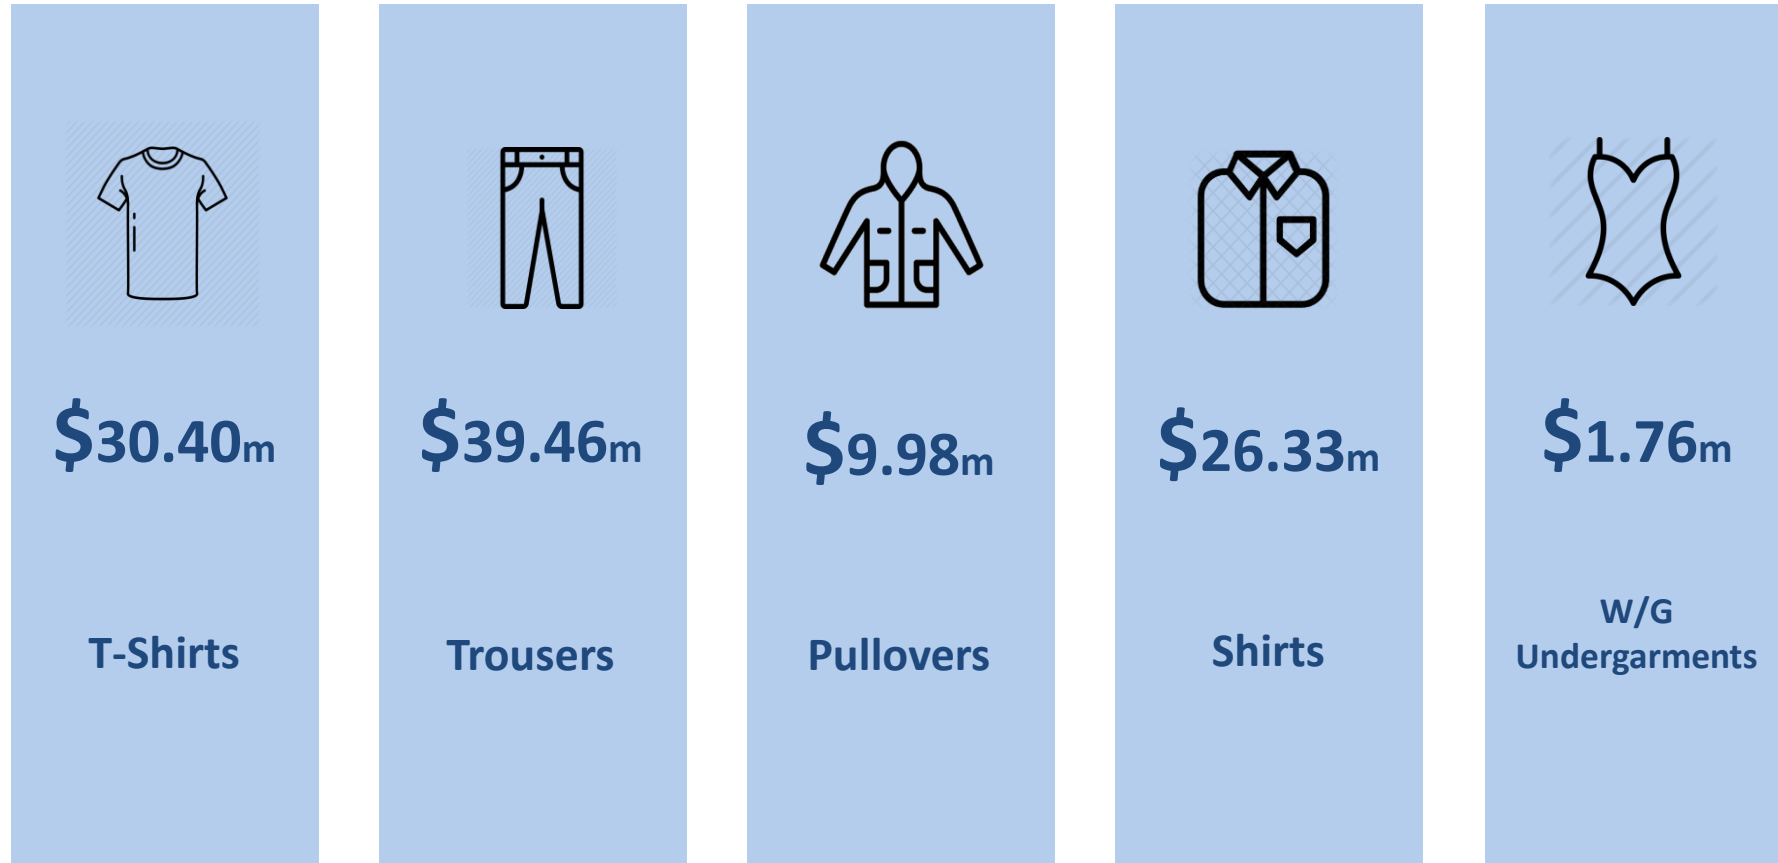 $30.40m
$39.46m
$9.98m
$26.33m
$1.76m
T-Shirts
Trousers
Pullovers
Shirts
W/G
Undergarments